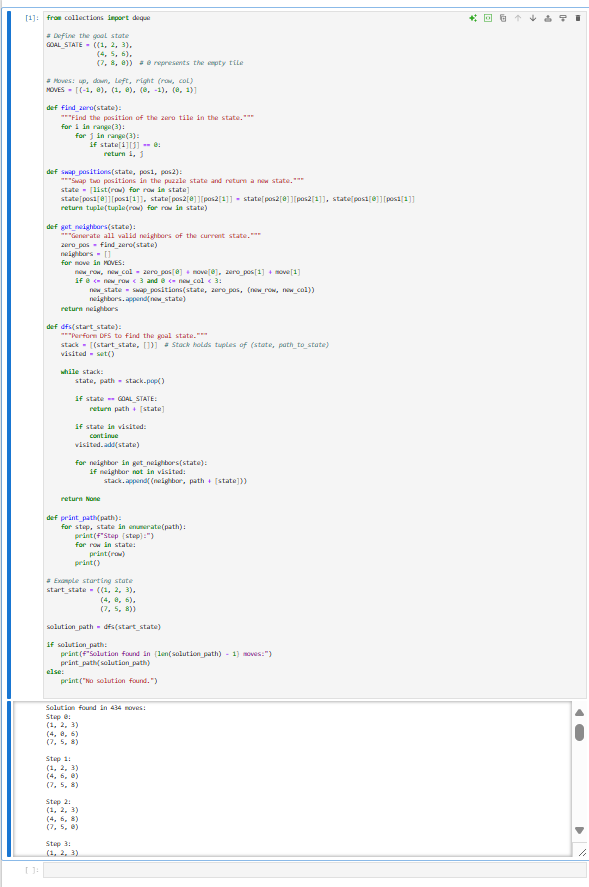 [1]: from collections import deque
# Define the goal state
GOAL_STATE = ((1, 2, 3),
(4, 5, 6),
(7, 8, 0))  # 0 represents the empty tile
# Moves: up, down, left, right (row, col)
MOVES = [(-1, 0), (1, 0), (0, -1), (0, 1)]
def find_zero(state):
"""Find the position of the zero tile in the state."""
for i in range(3):
for j in range(3):
if state[i][j] == 0:
return i, j
def swap_positions(state, pos1, pos2):
"""Swap two positions in the puzzle state and return a new state."""
state = [list(row) for row in state]
state[pos1[0]][pos1[1]], state[pos2[0]][pos2[1]] = state[pos2[0]][pos2[1]], state[pos1[0]][pos1[1]]
return tuple(tuple(row) for row in state)
def get_neighbors(state):
"""Generate all valid neighbors of the current state."""
zero_pos = find_zero(state)
neighbors = []
for move in MOVES:
new_row, new_col = zero_pos[0] + move[0], zero_pos[1] + move[1]
if 0 <= new_row < 3 and 0 <= new_col < 3:
new_state = swap_positions(state, zero_pos, (new_row, new_col))
neighbors.append(new_state)
return neighbors
def dfs(start_state):
"""Perform DFS to find the goal state."""
stack = [(start_state, [])]  # Stack holds tuples of (state, path_to_state)
visited = set()
while stack:
state, path = stack.pop()
if state == GOAL_STATE:
return path + [state]
if state in visited:
continue
visited.add(state)
for neighbor in get_neighbors(state):
if neighbor not in visited:
stack.append((neighbor, path + [state]))
return None
def print_path(path):
for step, state in enumerate(path):
print(f"Step {step}:")
for row in state:
print(row)
print()
# Example starting state
start_state = ((1, 2, 3),
(4, 0, 6),
(7, 5, 8))
solution_path = dfs(start_state)
if solution_path:
print(f"Solution found in {len(solution_path) - 1} moves:")
print_path(solution_path)
else:
print("No solution found.")
Solution found in 434 moves:
Step 0:
(1, 2, 3)
(4, 0, 6)
(7, 5, 8)
Step 1:
(1, 2, 3)
(4, 6, 0)
(7, 5, 8)
Step 2:
(1, 2, 3)
(4, 6, 8)
(7, 5, 0)
Step 3:
(1, 2, 3)
[ ]: